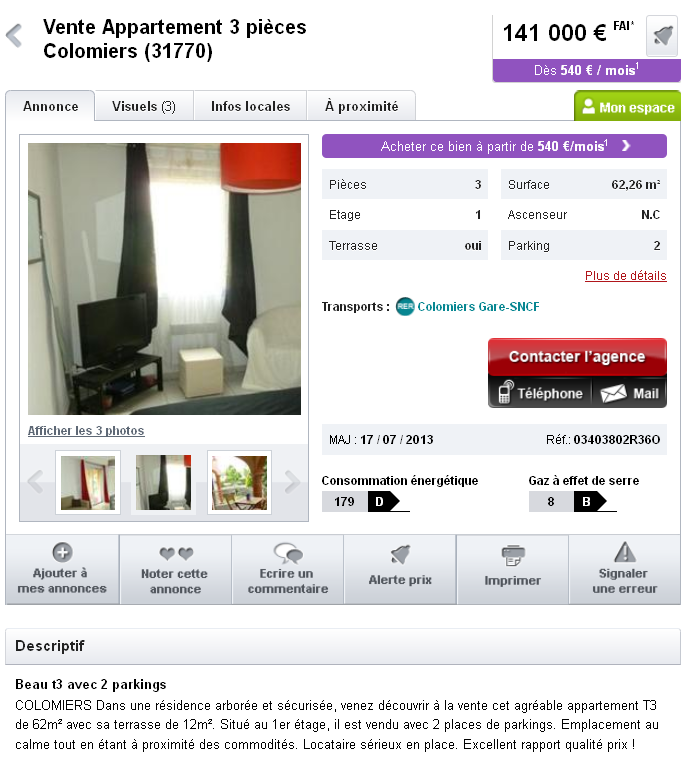 Vente Appartement 3 pièces
Colomiers (31770)
141 000 € FAI*
Dès 540 € / mois¹
Annonce
Visuels (3)
Infos locales
À proximité
Mon espace
Acheter ce bien à partir de 540 €/mois¹
Pièces 3
Surface 62,26 m²
Etage 1
Ascenseur N.C
Terrasse oui
Parking 2
Plus de détails
Transports : RER Colomiers Gare-SNCF
Contacter l'agence
Téléphone
Mail
Afficher les 3 photos
MAJ : 17 / 07 / 2013
Réf.: 03403802R36O
Consommation énergétique
179 D
Gaz à effet de serre
8 B
Ajouter à
mes annonces
Noter cette
annonce
Ecrire un
commentaire
Alerte prix
Imprimer
Signaler
une erreur
Descriptif
Beau t3 avec 2 parkings
COLOMIERS Dans une résidence arborée et sécurisée, venez découvrir à la vente cet agréable appartement T3
de 62m² avec sa terrasse de 12m². Situé au 1er étage, il est vendu avec 2 places de parkings. Emplacement au
calme tout en étant à proximité des commodités. Locataire sérieux en place. Excellent rapport qualité prix !